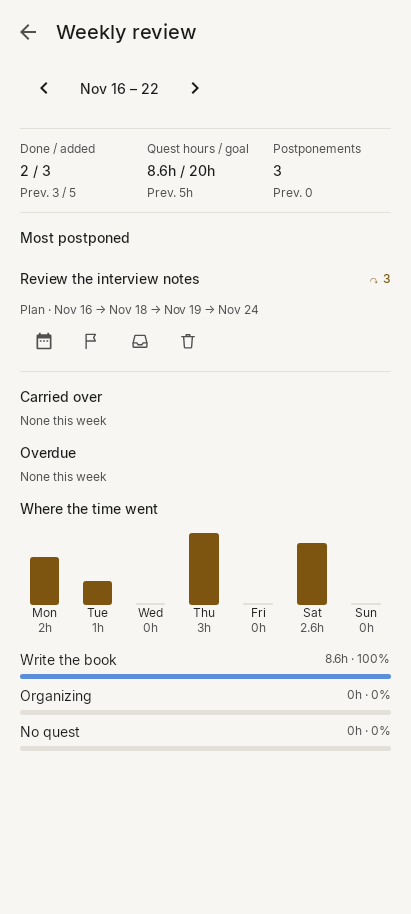 Weekly review
Nov 16 – 22
Done / added
Quest hours / goal
Postponements
2 / 3
8.6h / 20h
3
Prev. 3 / 5
Prev. 5h
Prev. 0
Most postponed
Review the interview notes
3
Plan · Nov 16 → Nov 18 → Nov 19 → Nov 24
Carried over
None this week
Overdue
None this week
Where the time went
Mon
Tue
Wed
Thu
Fri
Sat
Sun
2h
1h
0h
3h
0h
2.6h
0h
Write the book
8.6h · 100%
Organizing
0h · 0%
No quest
0h · 0%